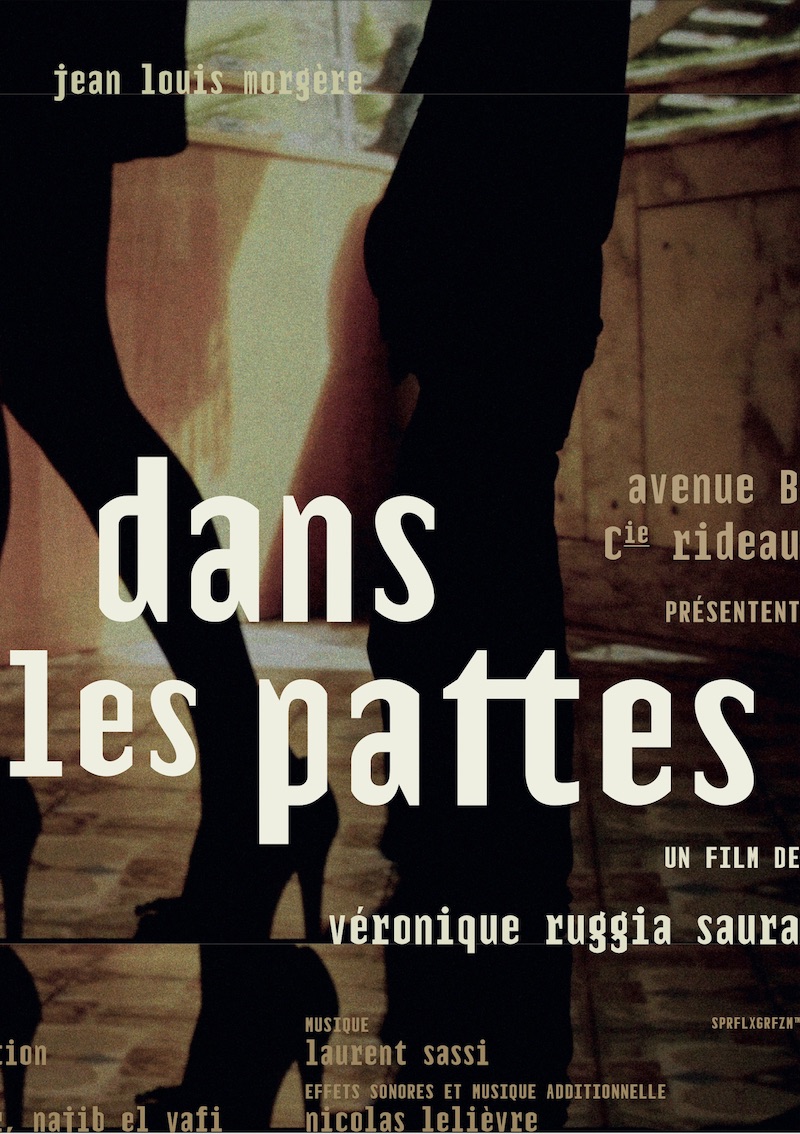 jean louis morgère
dans
les pattes
avenue B
Cie rideau
PRÉSENTENT
UN FILM DE
véronique ruggia saura
MUSIQUE
SPRFLXGRFZM™
tion
laurent sassi
EFFETS SONORES ET MUSIQUE ADDITIONNELLE
najib el yafi
nicolas lelièvre